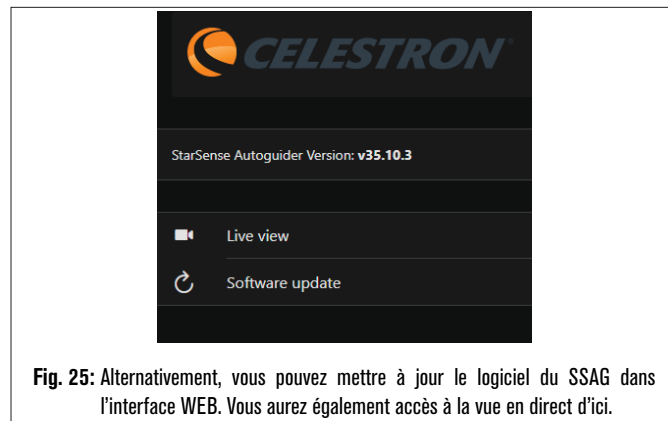 CELESTRON
StarSense Autoguider Version: v35.10.3
Live view
Software update
Fig. 25: Alternativement, vous pouvez mettre à jour le logiciel du SSAG dans
l'interface WEB. Vous aurez également accès à la vue en direct d'ici.